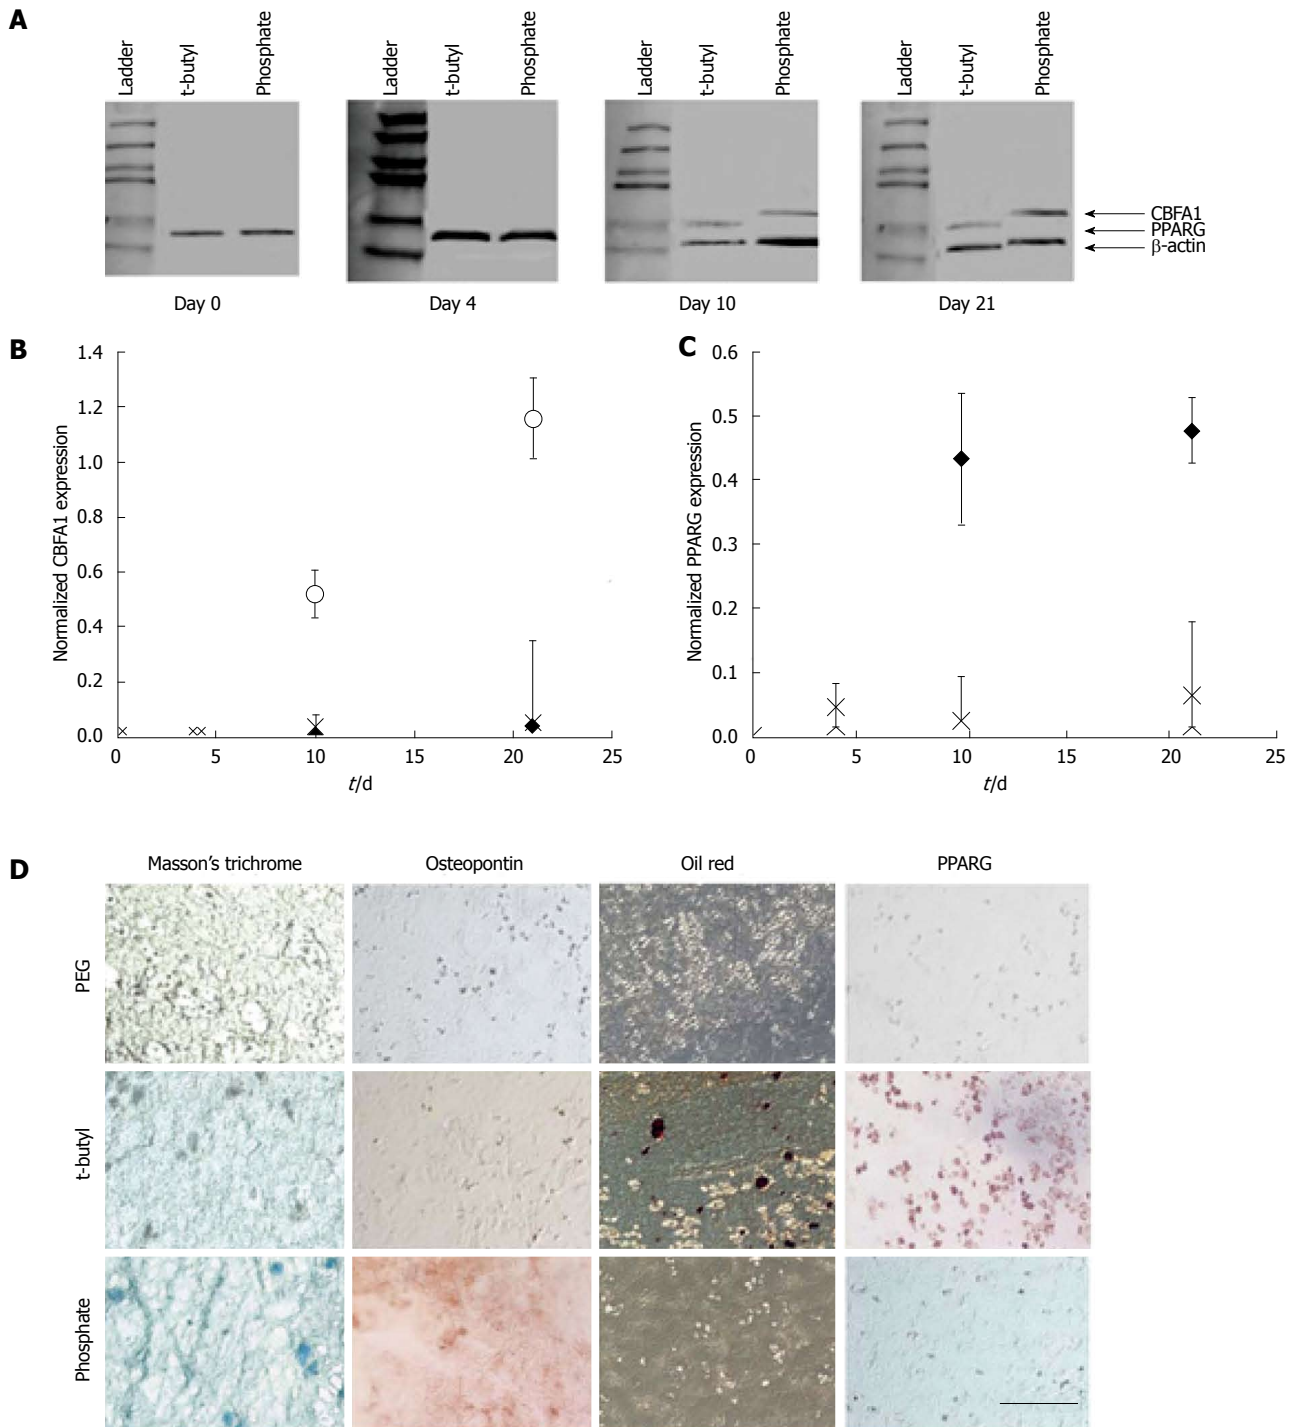 A
Ladder
t-butyl
Phosphate
Ladder
t-butyl
Phosphate
Ladder
t-butyl
Phosphate
Ladder
t-butyl
Phosphate
CBFA1
PPARG
β-actin
Day 0
Day 4
Day 10
Day 21
B
Normalized CBFA1 expression
1.4
1.2
1.0
0.8
0.6
0.4
0.2
0.0
0 5 10 15 20 25
t/d
C
Normalized PPARG expression
0.6
0.5
0.4
0.3
0.2
0.1
0.0
0 5 10 15 20 25
t/d
D
Masson's trichrome Osteopontin Oil red PPARG
PEG
t-butyl
Phosphate